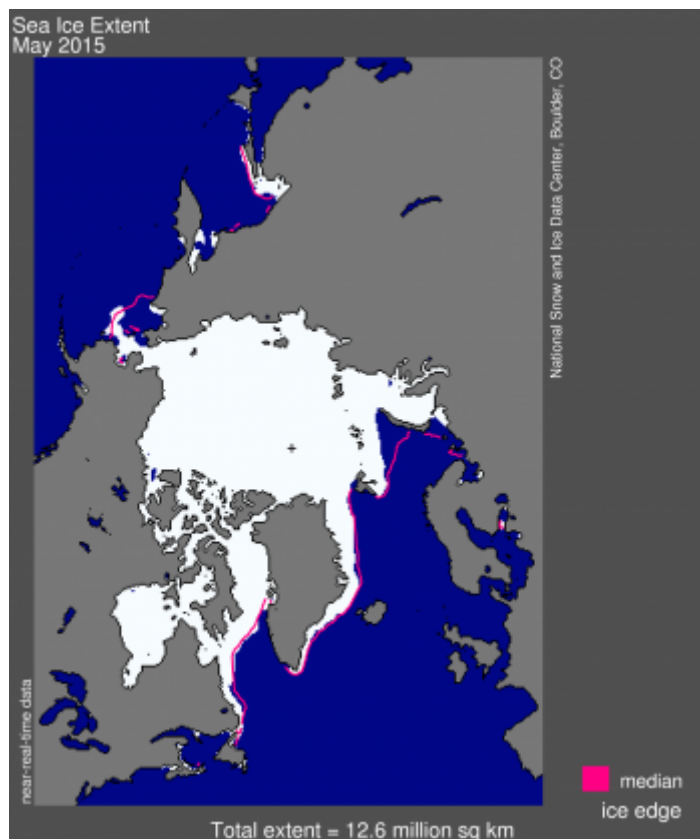 Sea Ice Extent
May 2015
National Snow and Ice Data Center, Boulder, CO
near-real-time data
median
ice edge
Total extent = 12.6 million sq km